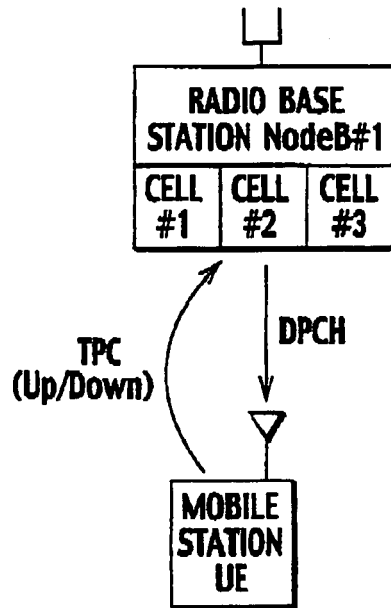 RADIO BASE
STATION NodeB#1
CELL
#1
CELL
#2
CELL
#3
TPC
(Up/Down)
DPCH
MOBILE
STATION
UE